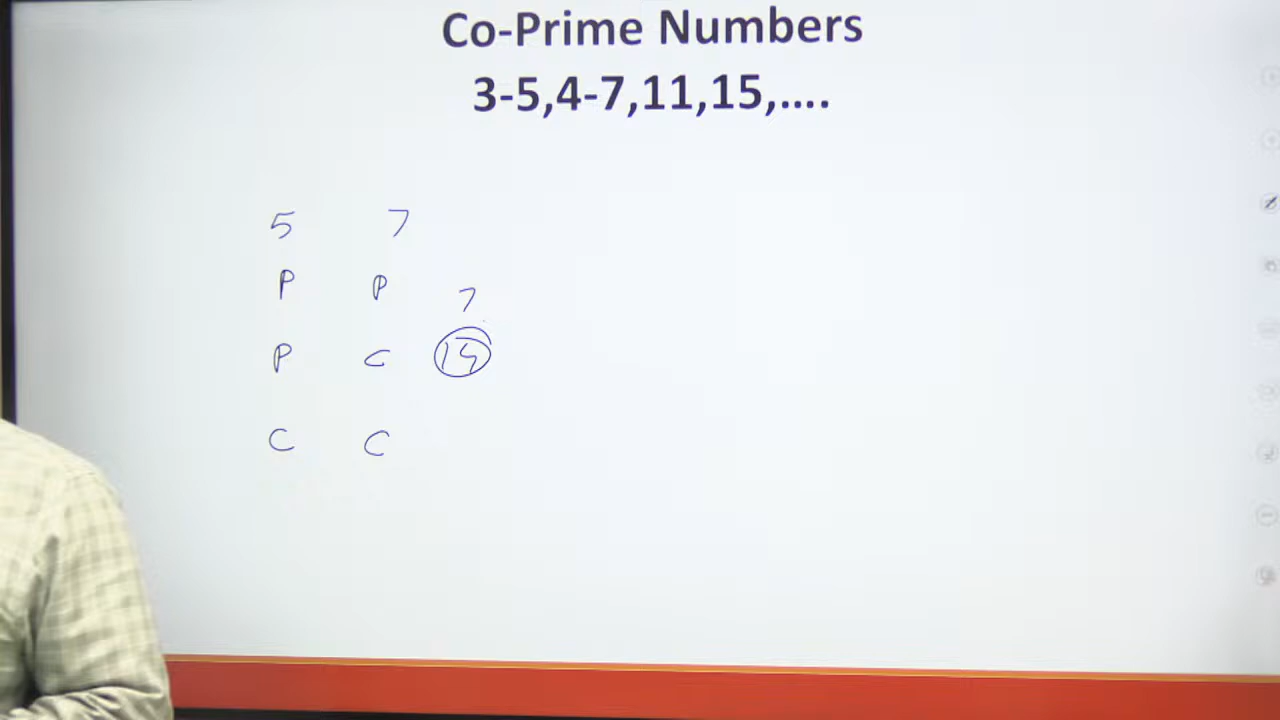 Co-Prime Numbers
3-5,4-7,11,15,....
5 7
P P
7
P C 15
C C